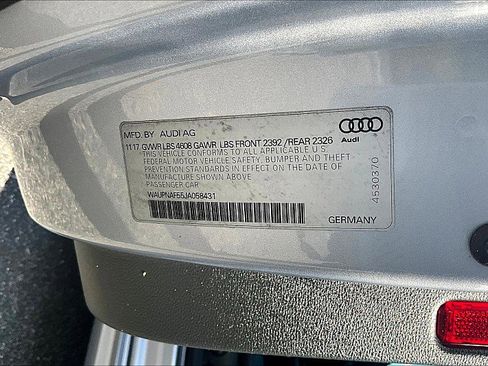 MFD. BY AUDI AG
11.17 GVWR LBS 4608 GAWR LBS FRONT 2392 /REAR 2326
THIS VEHICLE CONFORMS TO ALL APPLICABLE U.S.
FEDERAL MOTOR VEHICLE SAFETY, BUMPER AND THEFT
PREVENTION STANDARDS IN EFFECT ON THE DATE OF
MANUFACTURE SHOWN ABOVE.
PASSENGER CAR
WAUPNAF55JA058431
GERMANY
Audi
4530370